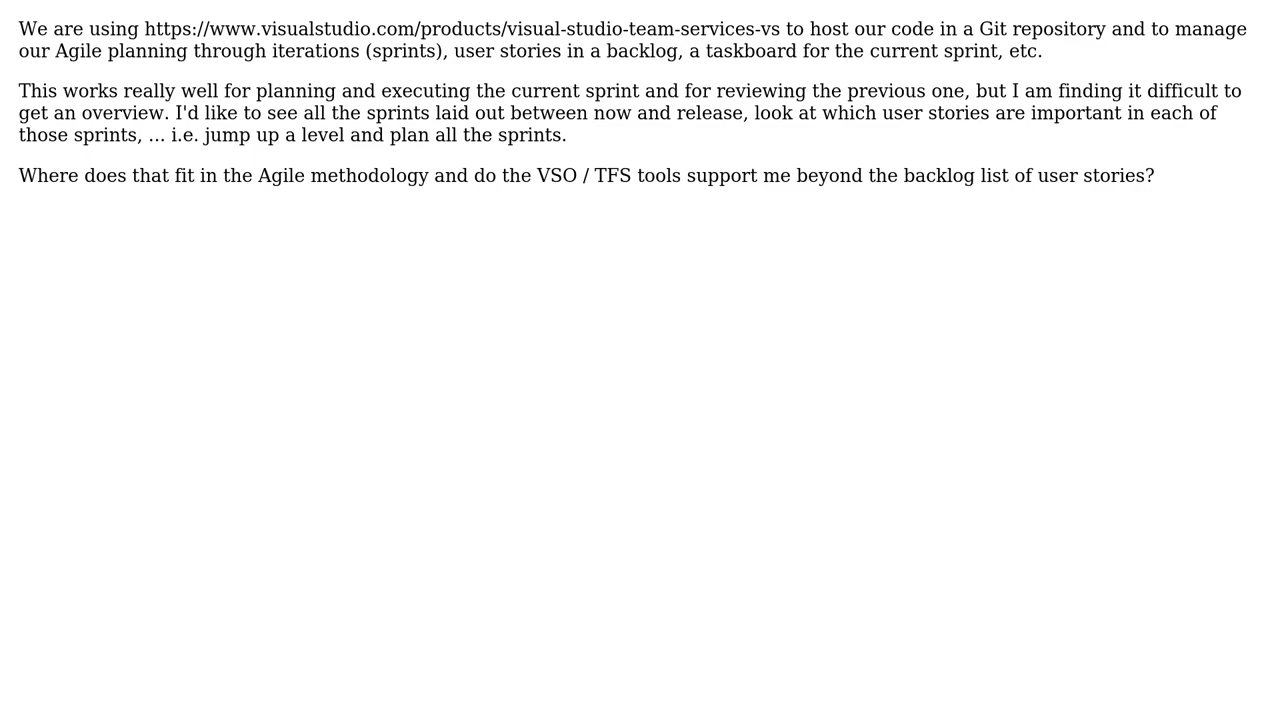 We are using https://www.visualstudio.com/products/visual-studio-team-services-vs to host our code in a Git repository and to manage
our Agile planning through iterations (sprints), user stories in a backlog, a taskboard for the current sprint, etc.
This works really well for planning and executing the current sprint and for reviewing the previous one, but I am finding it difficult to
get an overview. I'd like to see all the sprints laid out between now and release, look at which user stories are important in each of
those sprints, ... i.e. jump up a level and plan all the sprints.
Where does that fit in the Agile methodology and do the VSO / TFS tools support me beyond the backlog list of user stories?